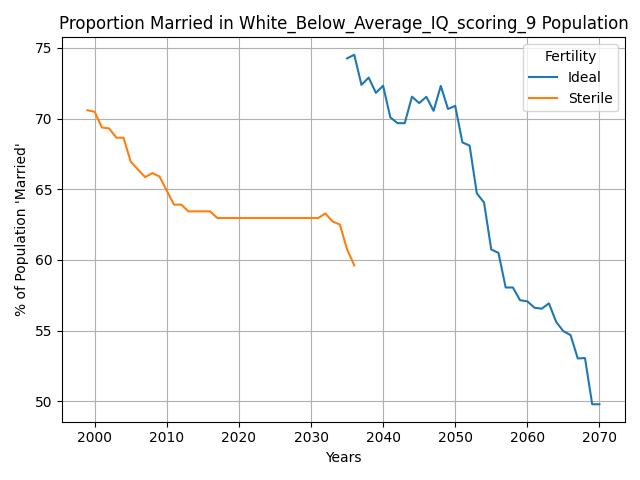 Proportion Married in White_Below_Average_IQ_scoring_9 Population
% of Population 'Married'
75
70
65
60
55
50
Fertility
Ideal
Sterile
2000 2010 2020 2030 2040 2050 2060 2070
Years